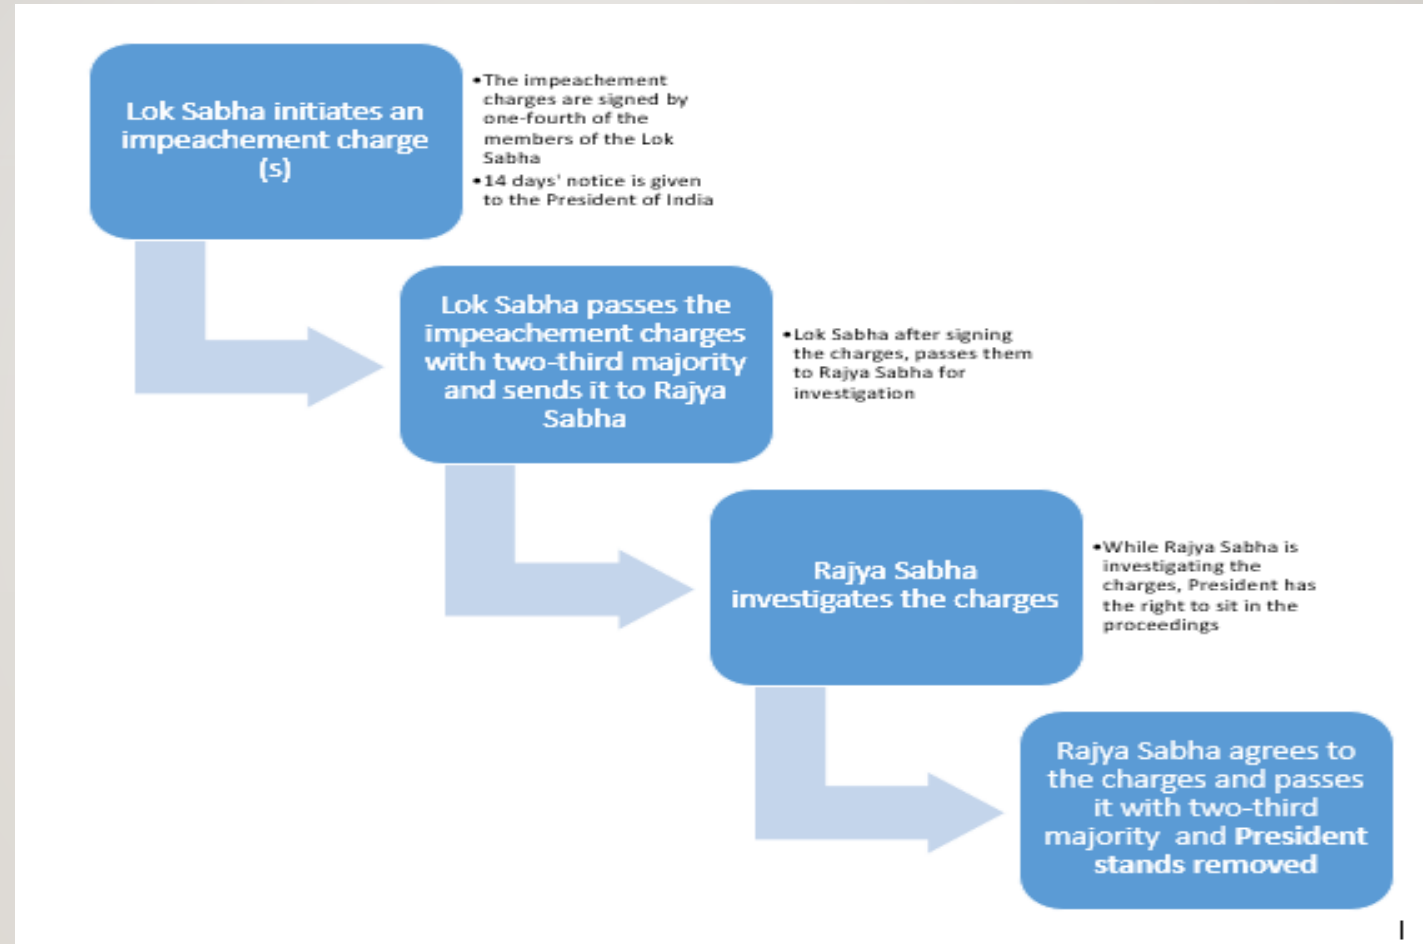 Lok Sabha initiates an
impeachement charge
(s)
•The impeachement
charges are signed by
one-fourth of the
members of the Lok
Sabha
•14 days' notice is given
to the President of India
Lok Sabha passes the
impeachement charges
with two-third majority
and sends it to Rajya
Sabha
•Lok Sabha after signing
the charges, passes them
to Rajya Sabha for
investigation
Rajya Sabha
investigates the charges
•While Rajya Sabha is
investigating the
charges, President has
the right to sit in the
proceedings
Rajya Sabha agrees to
the charges and passes
it with two-third
majority and President
stands removed
I